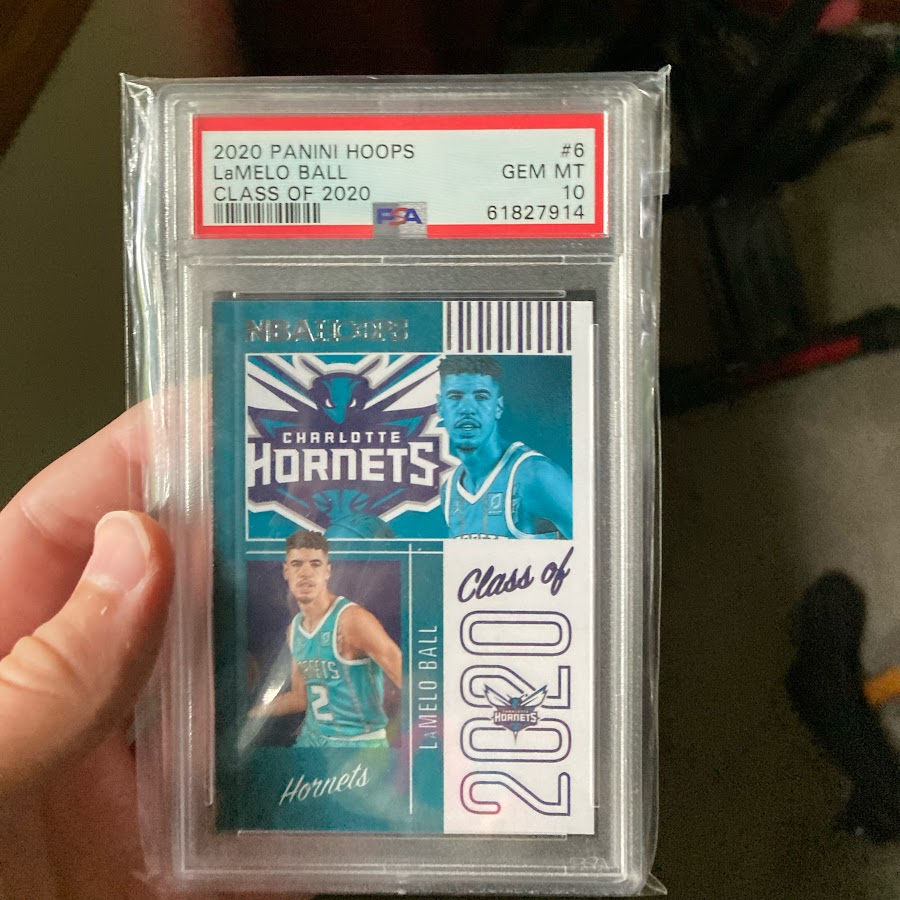 2020 PANINI HOOPS #6
LaMELO BALL GEM MT
CLASS OF 2020 10
PSA 61827914
NBA HOOPS
CHARLOTTE
HORNETS
Class of
2020
HORNETS
LAMELO BALL
2
Hornets